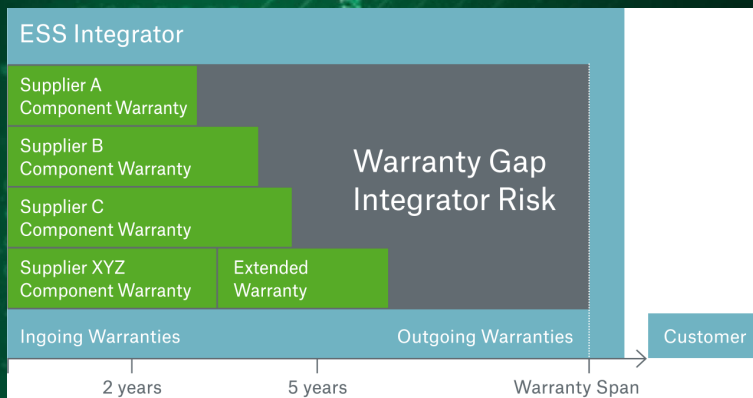 ESS Integrator
Supplier A
Component Warranty
Supplier B
Component Warranty
Warranty Gap
Integrator Risk
Supplier C
Component Warranty
Supplier XYZ
Component Warranty
Extended
Warranty
Ingoing Warranties
Outgoing Warranties
Customer
2 years
5 years
Warranty Span